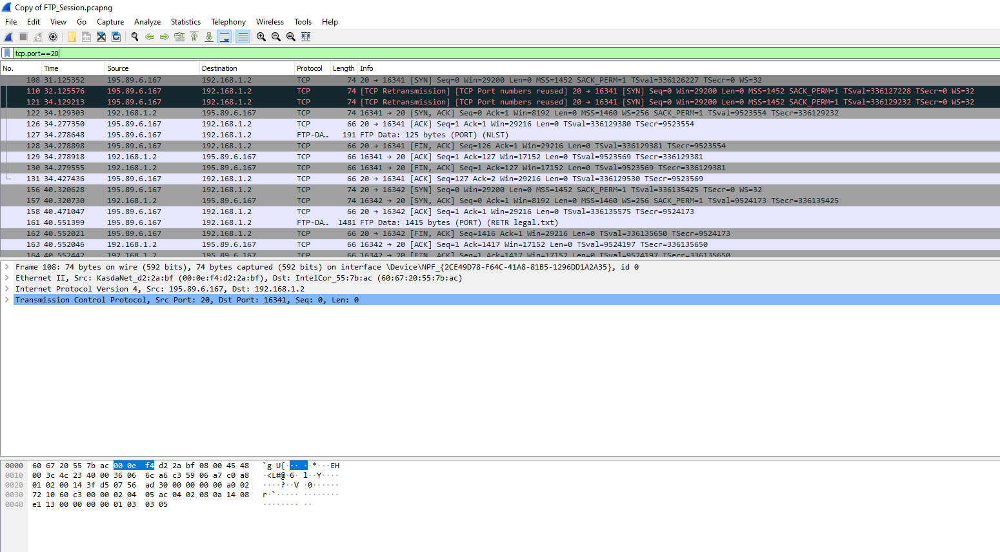 Copy of FTP_Session.pcapng
File Edit View Go Capture Analyze Statistics Telephony Wireless Tools Help
tcp.port==20
No. Time Source Destination Protocol Length Info
108 31.125352 195.89.6.167 192.168.1.2 TCP 74 20 → 16341 [SYN] Seq=0 Win=29200 Len=0 MSS=1452 SACK_PERM=1 TSval=336126227 TSecr=0 WS=32
110 32.125576 195.89.6.167 192.168.1.2 TCP 74 [TCP Retransmission] [TCP Port numbers reused] 20 → 16341 [SYN] Seq=0 Win=29200 Len=0 MSS=1452 SACK_PERM=1 TSval=336127228 TSecr=0 WS=32
121 34.129213 195.89.6.167 192.168.1.2 TCP 74 [TCP Retransmission] [TCP Port numbers reused] 20 → 16341 [SYN] Seq=0 Win=29200 Len=0 MSS=1452 SACK_PERM=1 TSval=336129232 TSecr=0 WS=32
122 34.129303 192.168.1.2 195.89.6.167 TCP 74 16341 → 20 [SYN, ACK] Seq=0 Ack=1 Win=8192 Len=0 MSS=1460 WS=256 SACK_PERM=1 TSval=9523554 TSecr=336129232
126 34.277350 195.89.6.167 192.168.1.2 TCP 66 20 → 16341 [ACK] Seq=1 Ack=1 Win=29216 Len=0 TSval=336129380 TSecr=9523554
127 34.278648 195.89.6.167 192.168.1.2 FTP-DA… 191 FTP Data: 125 bytes (PORT) (NLST)
128 34.278898 195.89.6.167 192.168.1.2 TCP 66 20 → 16341 [FIN, ACK] Seq=126 Ack=1 Win=29216 Len=0 TSval=336129381 TSecr=9523554
129 34.278918 192.168.1.2 195.89.6.167 TCP 66 16341 → 20 [ACK] Seq=1 Ack=127 Win=17152 Len=0 TSval=9523569 TSecr=336129381
130 34.279555 192.168.1.2 195.89.6.167 TCP 66 16341 → 20 [FIN, ACK] Seq=1 Ack=127 Win=17152 Len=0 TSval=9523569 TSecr=336129381
131 34.427436 195.89.6.167 192.168.1.2 TCP 66 20 → 16341 [ACK] Seq=127 Ack=2 Win=29216 Len=0 TSval=336129530 TSecr=9523569
156 40.320628 195.89.6.167 192.168.1.2 TCP 74 20 → 16342 [SYN] Seq=0 Win=29200 Len=0 MSS=1452 SACK_PERM=1 TSval=336135425 TSecr=0 WS=32
157 40.320730 192.168.1.2 195.89.6.167 TCP 74 16342 → 20 [SYN, ACK] Seq=0 Ack=1 Win=8192 Len=0 MSS=1460 WS=256 SACK_PERM=1 TSval=9524173 TSecr=336135425
158 40.471047 195.89.6.167 192.168.1.2 TCP 66 20 → 16342 [ACK] Seq=1 Ack=1 Win=29216 Len=0 TSval=336135575 TSecr=9524173
161 40.551399 195.89.6.167 192.168.1.2 FTP-DA… 1481 FTP Data: 1415 bytes (PORT) (RETR legal.txt)
162 40.552021 195.89.6.167 192.168.1.2 TCP 66 20 → 16342 [FIN, ACK] Seq=1416 Ack=1 Win=29216 Len=0 TSval=336135650 TSecr=9524173
163 40.552046 192.168.1.2 195.89.6.167 TCP 66 16342 → 20 [ACK] Seq=1 Ack=1417 Win=17152 Len=0 TSval=9524197 TSecr=336135650
164 40.552442 192.168.1.2 195.89.6.167 TCP 66 16342 → 20 [FIN, ACK] Seq=1 Ack=1417 Win=17152 Len=0 TSval=9524197 TSecr=336135650
Frame 108: 74 bytes on wire (592 bits), 74 bytes captured (592 bits) on interface \Device\NPF_{2CE49D78-F64C-41A8-81B5-1296DD1A2A35}, id 0
Ethernet II, Src: KasdaNet_d2:2a:bf (00:0e:f4:d2:2a:bf), Dst: IntelCor_55:7b:ac (60:67:20:55:7b:ac)
Internet Protocol Version 4, Src: 195.89.6.167, Dst: 192.168.1.2
Transmission Control Protocol, Src Port: 20, Dst Port: 16341, Seq: 0, Len: 0
0000 60 67 20 55 7b ac 00 0e f4 d2 2a bf 08 00 45 48 `g U{·····*···EH
0010 00 3c 4c 23 40 00 36 06 6c a6 c3 59 06 a7 c0 a8 ·<L#@·6·l··Y····
0020 01 02 00 14 3f d5 07 56 ad 30 00 00 00 00 a0 02 ····?··V·0······
0030 72 10 60 c3 00 00 02 04 05 ac 04 02 08 0a 14 08 r·`·············
0040 e1 13 00 00 00 00 01 03 03 05 ··········